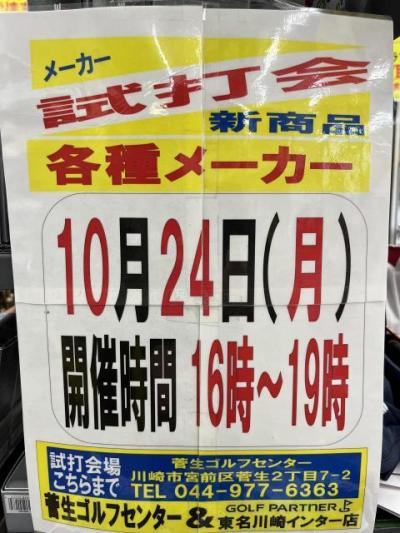 メーカー
試打会
新商品
各種メーカー
10月24日(月)
開催時間 16時～19時
試打会場
こちらまで
菅生ゴルフセンター
川崎市宮前区菅生2丁目7-2
TEL 044-977-6363
菅生ゴルフセンター & GOLF PARTNER 東名川崎インター店